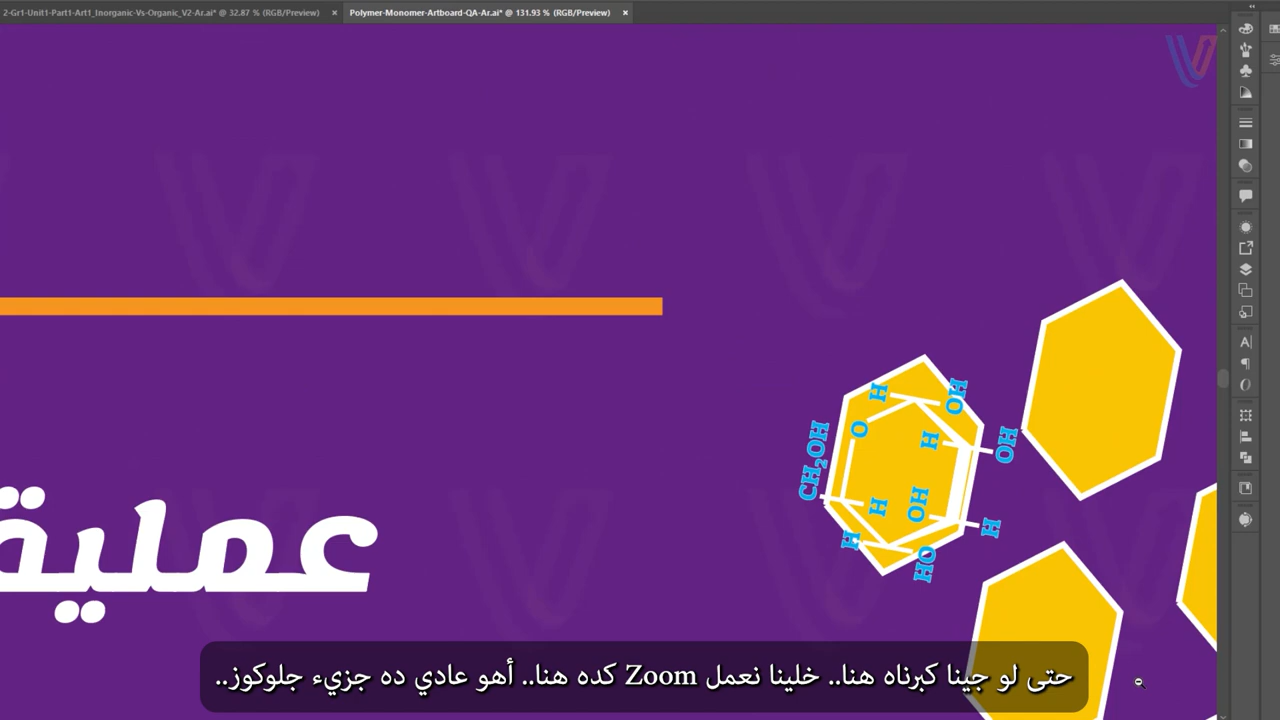 2-Gr1-Unit1-Part1-Art1_Inorganic-Vs-Organic_V2-Ar.ai* @ 32.87 % (RGB/Preview) ×
Polymer-Monomer-Artboard-QA-Ar.ai* @ 131.93 % (RGB/Preview) ×
H
OH
O
H
OH
CH₂OH
H
OH
H
H
OH
عملية
حتى لو جينا كبرناه هنا.. خلينا نعمل Zoom كده هنا.. أهو عادي ده جزيء جلوكوز..